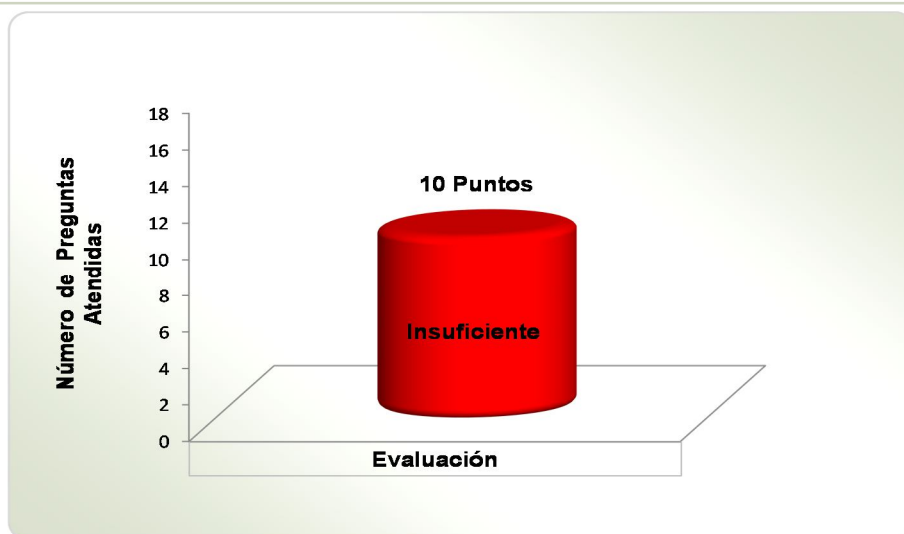 18
16
14
12
10
8
6
4
2
0
Número de Preguntas
Atendidas
10 Puntos
Insuficiente
Evaluación